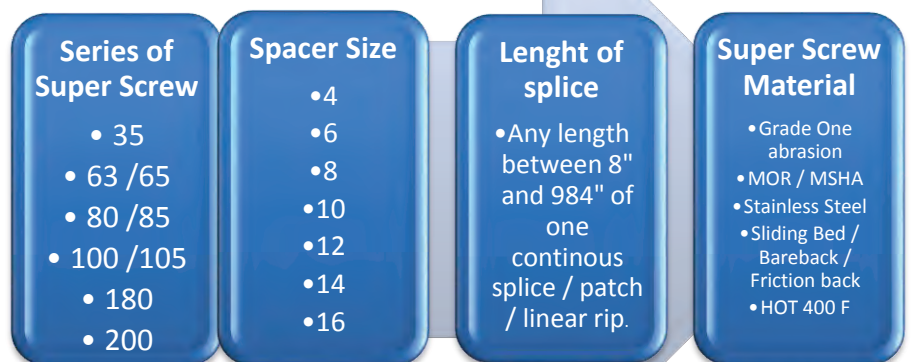 Series of
Super Screw
• 35
• 63 /65
• 80 /85
• 100 /105
• 180
• 200
Spacer Size
•4
•6
•8
•10
•12
•14
•16
Lenght of
splice
•Any length
between 8"
and 984" of
one
continous
splice / patch
/ linear rip.
Super Screw
Material
•Grade One
abrasion
•MOR / MSHA
•Stainless Steel
•Sliding Bed /
Bareback /
Friction back
•HOT 400 F